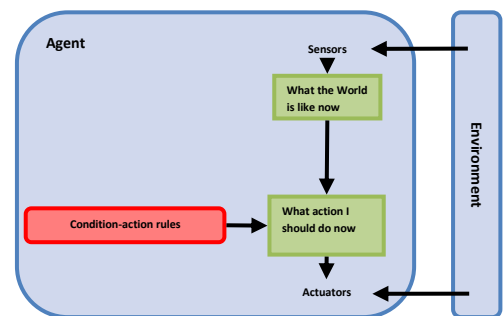 Agent
Sensors
What the World
is like now
Environment
Condition-action rules
What action I
should do now
Actuators